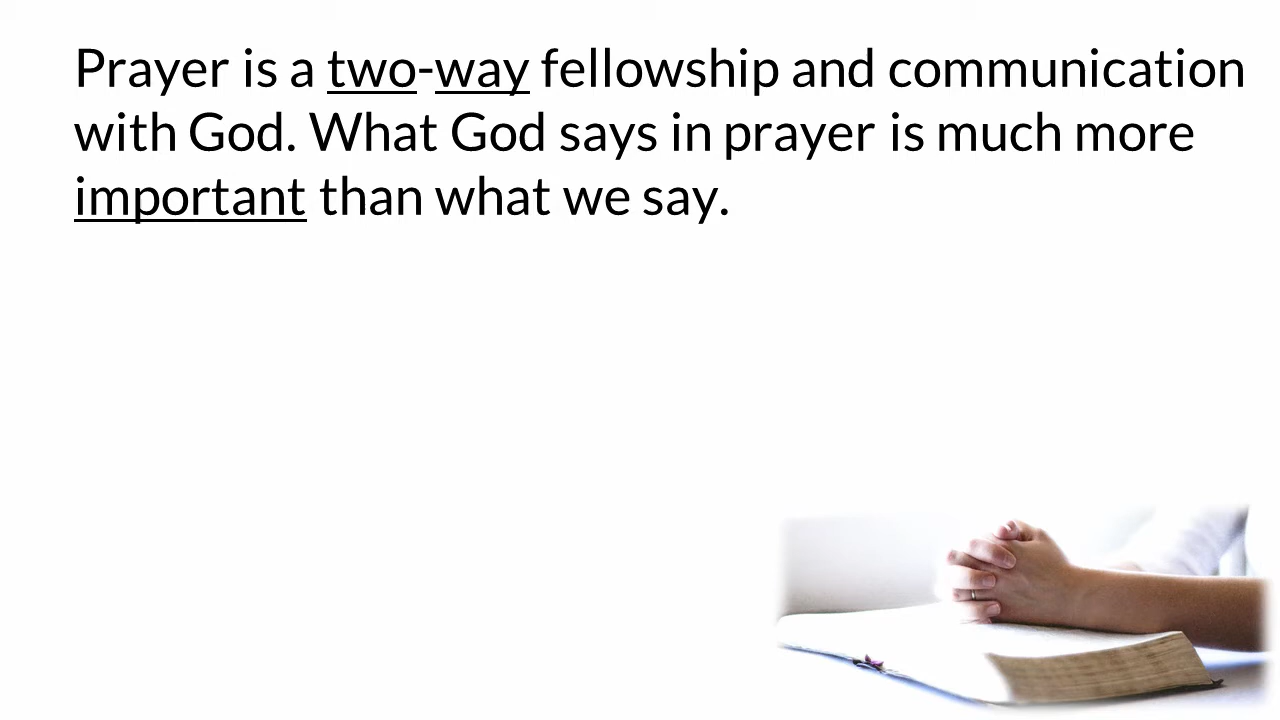 Prayer is a two-way fellowship and communication
with God. What God says in prayer is much more
important than what we say.